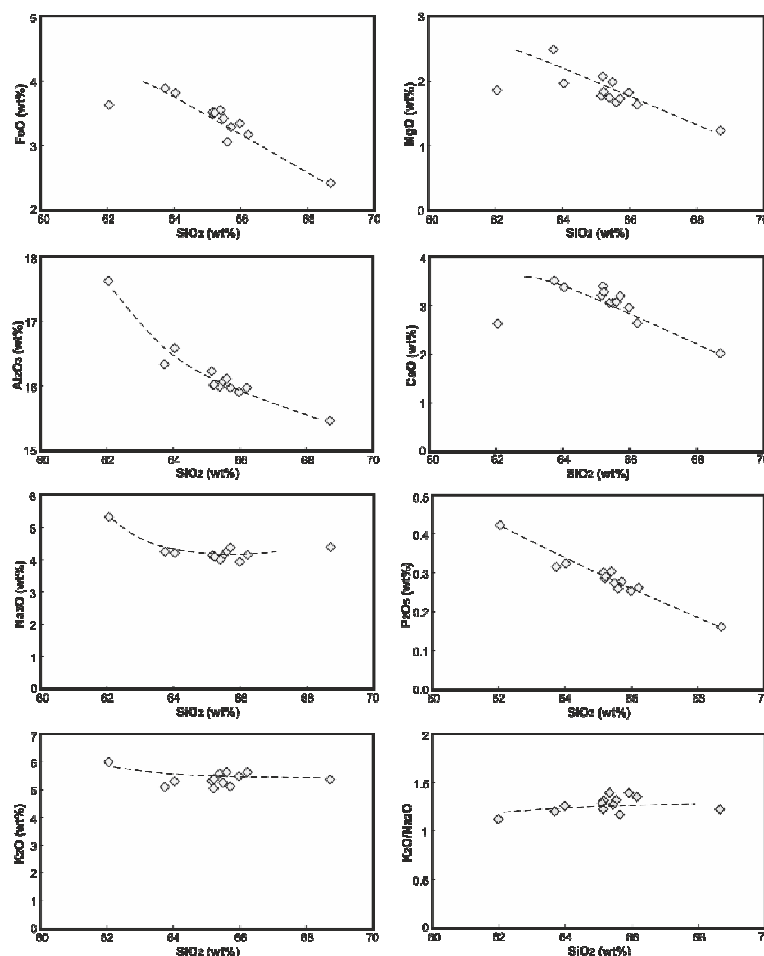 5
4
3
2
FeO (wt%)
60 62 64 66 68 70
SiO2 (wt%)
3
2
1
0
MgO (wt%)
60 62 64 66 68 70
SiO2 (wt%)
18
17
16
15
Al2O3 (wt%)
60 62 64 66 68 70
SiO2 (wt%)
4
3
2
1
0
CaO (wt%)
60 62 64 66 68 70
SiO2 (wt%)
6
5
4
3
2
1
0
Na2O (wt%)
60 62 64 66 68 70
SiO2 (wt%)
0.5
0.4
0.3
0.2
0.1
0.0
P2O5 (wt%)
60 62 64 66 68 70
SiO2 (wt%)
7
6
5
4
3
2
1
0
K2O (wt%)
60 62 64 66 68 70
SiO2 (wt%)
2
1.5
1
0.5
0
K2O/Na2O
60 62 64 66 68
SiO2 (wt%)